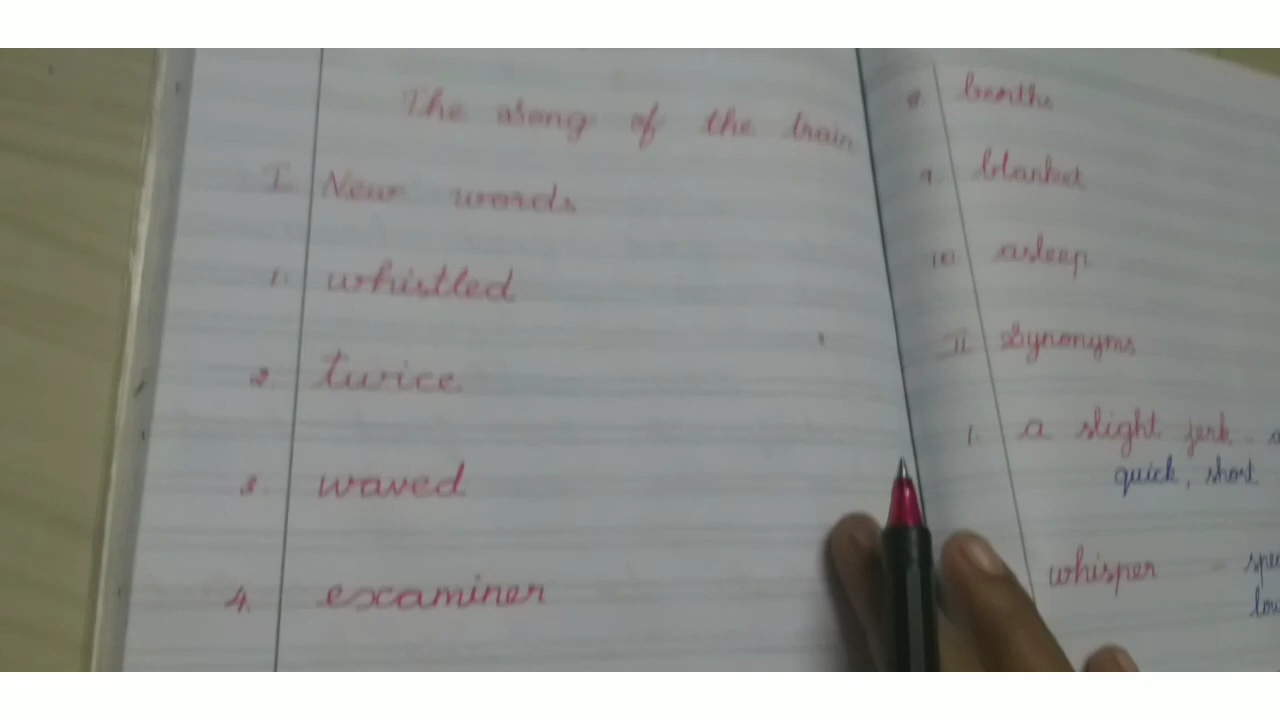 The song of the train
I. New words
1. whistled
2. twice
3. waved
4. examiner
8. berths
9. blanket
10 asleep
II. Synonyms
1. a slight jerk -
quick, short
whisper -